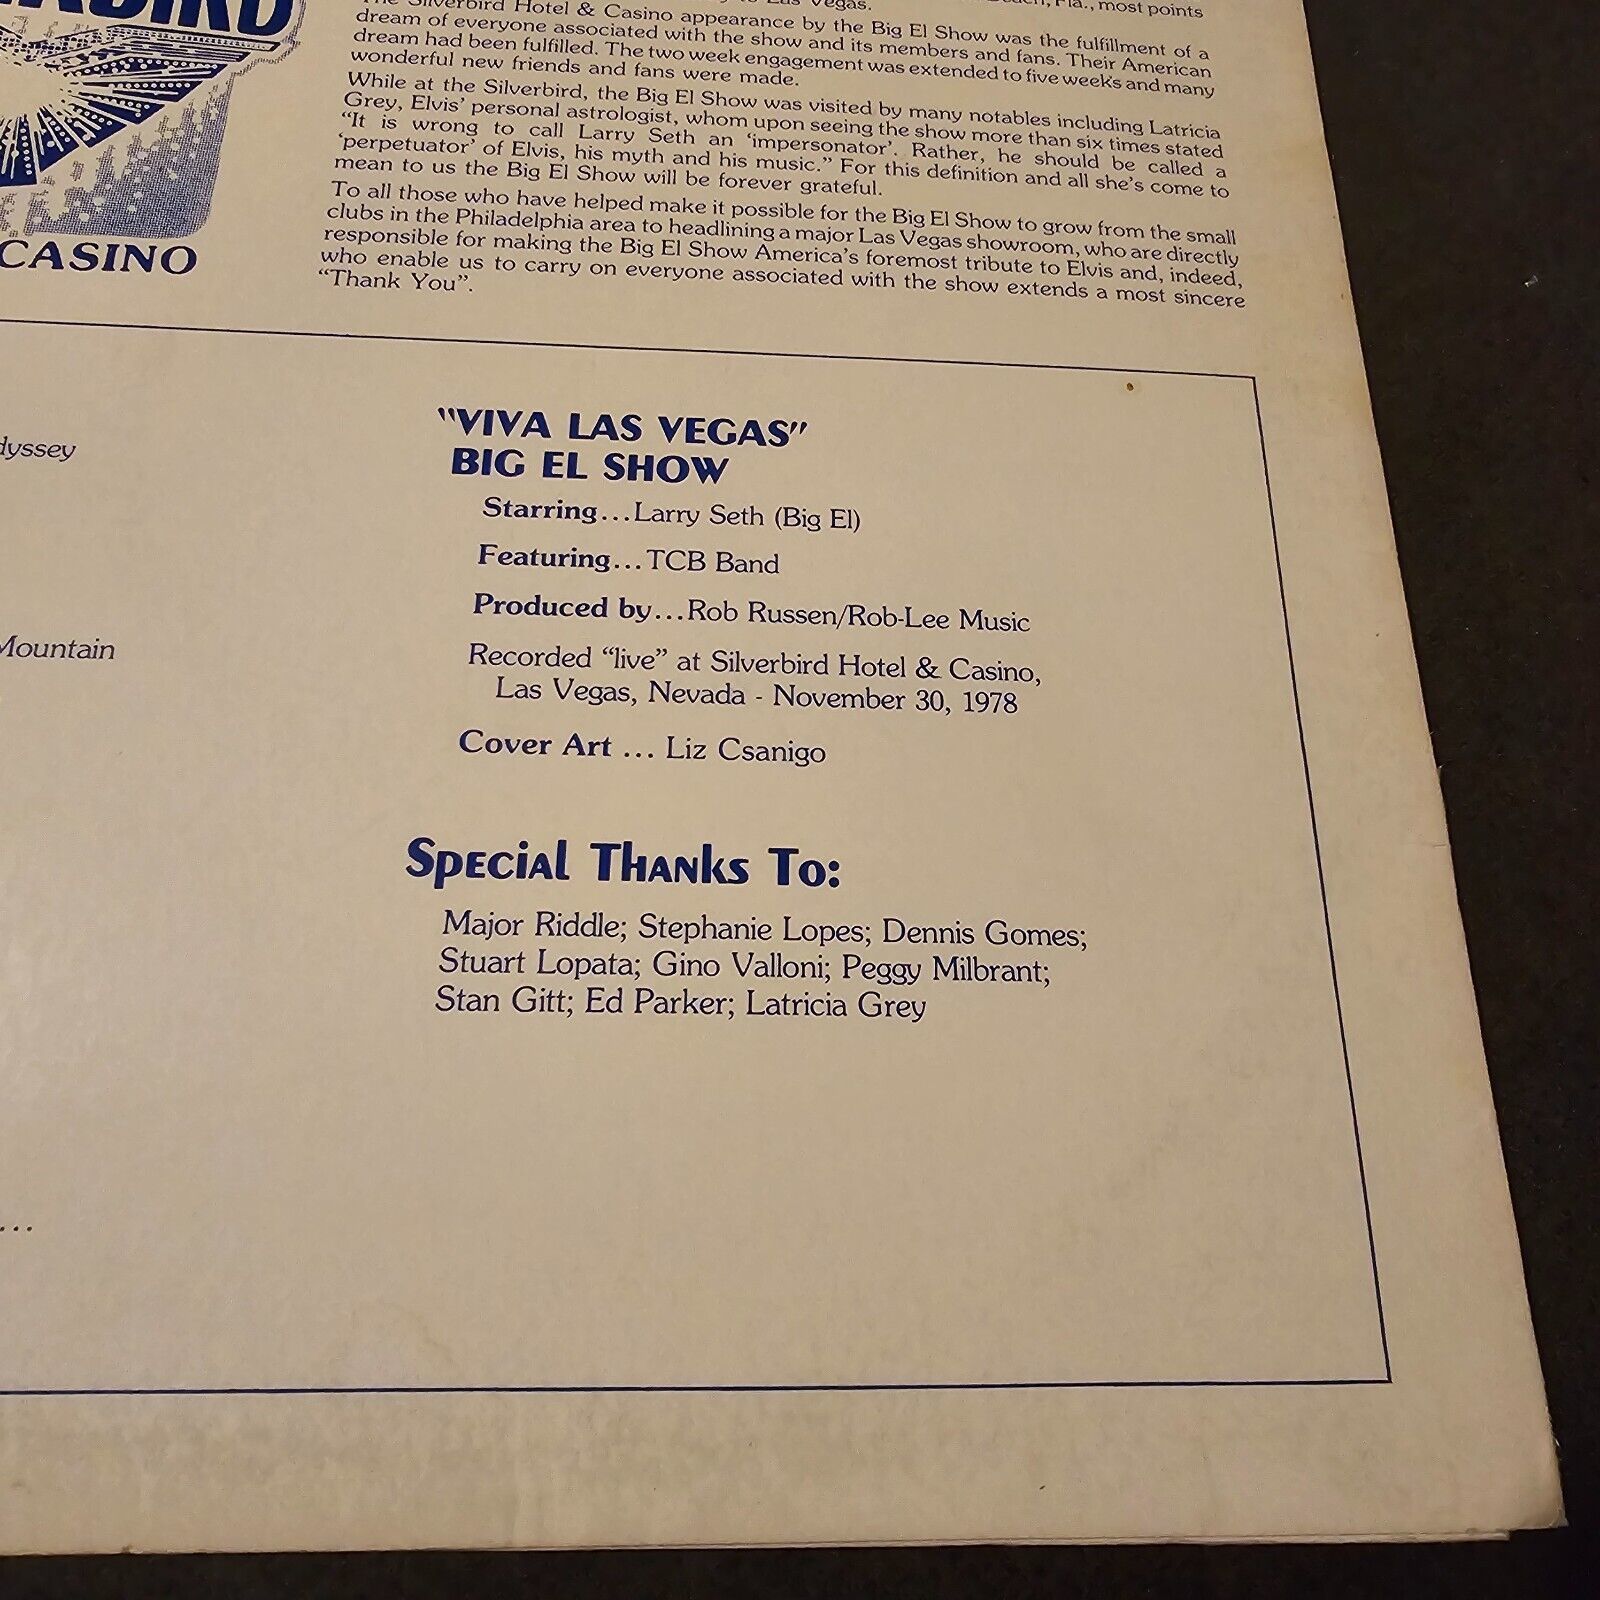 Fla., most points
to Las Vegas.
The Silverbird Hotel & Casino appearance by the Big El Show was the fulfillment of a
dream of everyone associated with the show and its members and fans. Their American
dream had been fulfilled. The two week engagement was extended to five weeks and many
wonderful new friends and fans were made.
While at the Silverbird, the Big El Show was visited by many notables including Latricia
Grey, Elvis' personal astrologist, whom upon seeing the show more than six times stated
“It is wrong to call Larry Seth an ‘impersonator’. Rather, he should be called a
‘perpetuator’ of Elvis, his myth and his music.” For this definition and all she's come to
mean to us the Big El Show will be forever grateful.
To all those who have helped make it possible for the Big El Show to grow from the small
clubs in the Philadelphia area to headlining a major Las Vegas showroom, who are directly
responsible for making the Big El Show America's foremost tribute to Elvis and, indeed,
who enable us to carry on everyone associated with the show extends a most sincere
“Thank You”.
CASINO
dyssey
Mountain
...
"VIVA LAS VEGAS"
BIG EL SHOW
Starring...Larry Seth (Big El)
Featuring...TCB Band
Produced by...Rob Russen/Rob-Lee Music
Recorded “live” at Silverbird Hotel & Casino,
Las Vegas, Nevada - November 30, 1978
Cover Art ... Liz Csanigo
Special Thanks To:
Major Riddle; Stephanie Lopes; Dennis Gomes;
Stuart Lopata; Gino Valloni; Peggy Milbrant;
Stan Gitt; Ed Parker; Latricia Grey